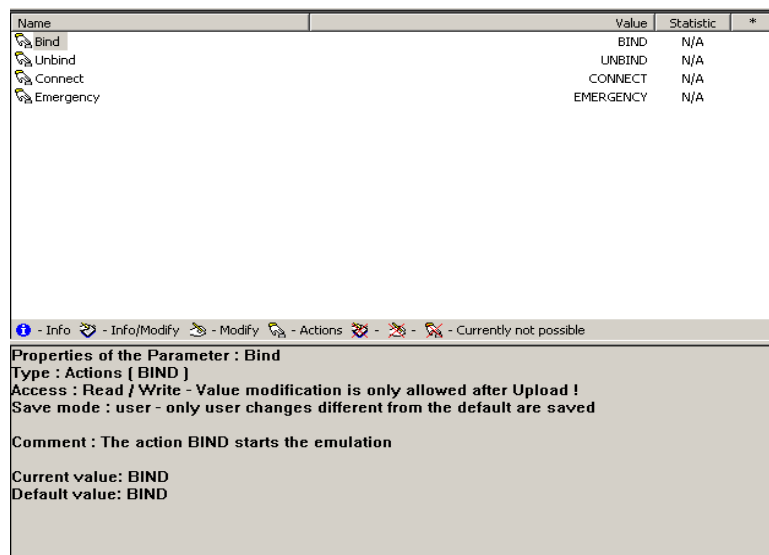 Name Value Statistic *
Bind BIND N/A
Unbind UNBIND N/A
Connect CONNECT N/A
Emergency EMERGENCY N/A
- Info - Info/Modify - Modify - Actions - - - Currently not possible
Properties of the Parameter : Bind
Type : Actions [ BIND ]
Access : Read / Write - Value modification is only allowed after Upload !
Save mode : user - only user changes different from the default are saved
Comment : The action BIND starts the emulation
Current value: BIND
Default value: BIND